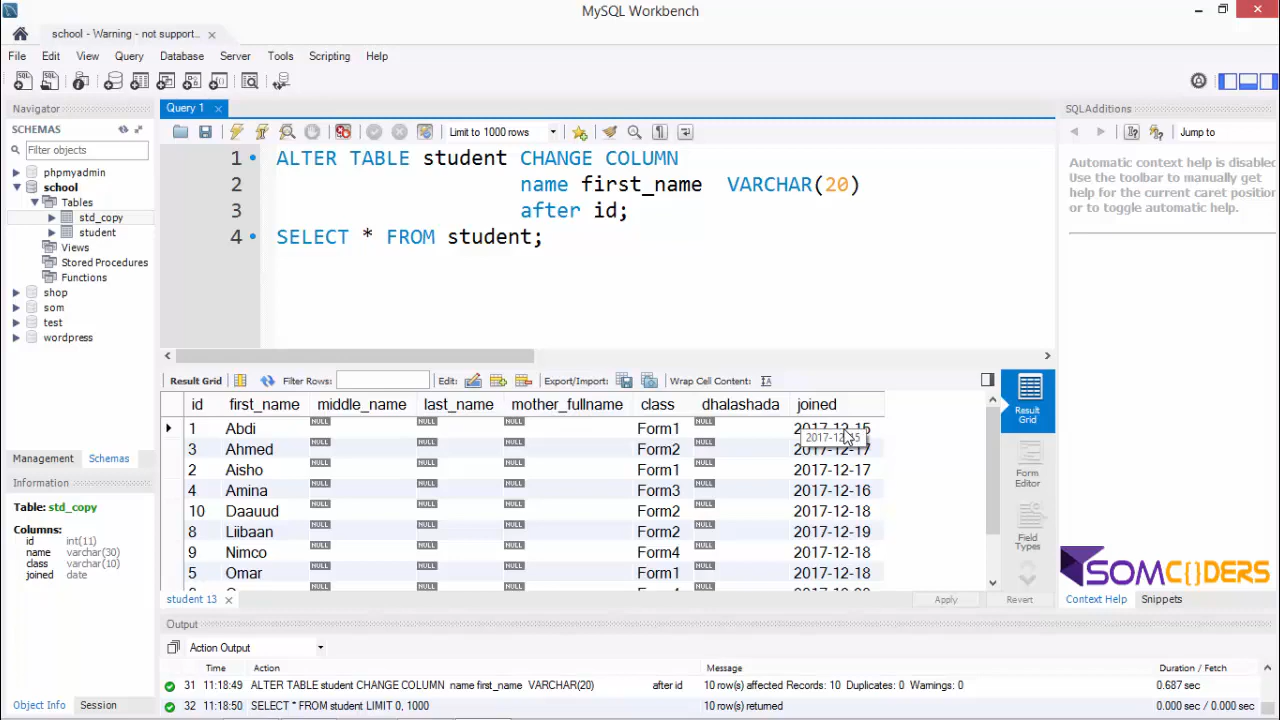 MySQL Workbench
school - Warning - not support...
File Edit View Query Database Server Tools Scripting Help
Navigator
SCHEMAS
Filter objects
phpmyadmin
school
Tables
std_copy
student
Views
Stored Procedures
Functions
shop
som
test
wordpress
Management Schemas
Information
Table: std_copy
Columns:
id int(11)
name varchar(30)
class varchar(10)
joined date
Object Info Session
Query 1
Limit to 1000 rows
1 ALTER TABLE student CHANGE COLUMN
2 name first_name VARCHAR(20)
3 after id;
4 SELECT * FROM student;
Result Grid Filter Rows: Edit: Export/Import: Wrap Cell Content:
id first_name middle_name last_name mother_fullname class dhalashada joined
1 Abdi NULL NULL NULL Form1 NULL 2017-12-15
2017-12-15
3 Ahmed NULL NULL NULL Form2 NULL 2017-12-17
2 Aisho NULL NULL NULL Form1 NULL 2017-12-17
4 Amina NULL NULL NULL Form3 NULL 2017-12-16
10 Daauud NULL NULL NULL Form2 NULL 2017-12-18
8 Liibaan NULL NULL NULL Form2 NULL 2017-12-19
9 Nimco NULL NULL NULL Form4 NULL 2017-12-18
5 Omar NULL NULL NULL Form1 NULL 2017-12-18
Result Grid
Form Editor
Field Types
student 13
Apply Revert
SQLAdditions
Jump to
Automatic context help is disabled
Use the toolbar to manually get
help for the current caret position
or to toggle automatic help.
SOMC{}DERS
Context Help Snippets
Output
Action Output
Time Action Message Duration / Fetch
31 11:18:49 ALTER TABLE student CHANGE COLUMN name first_name VARCHAR(20) after id 10 row(s) affected Records: 10 Duplicates: 0 Warnings: 0 0.687 sec
32 11:18:50 SELECT * FROM student LIMIT 0, 1000 10 row(s) returned 0.000 sec / 0.000 sec